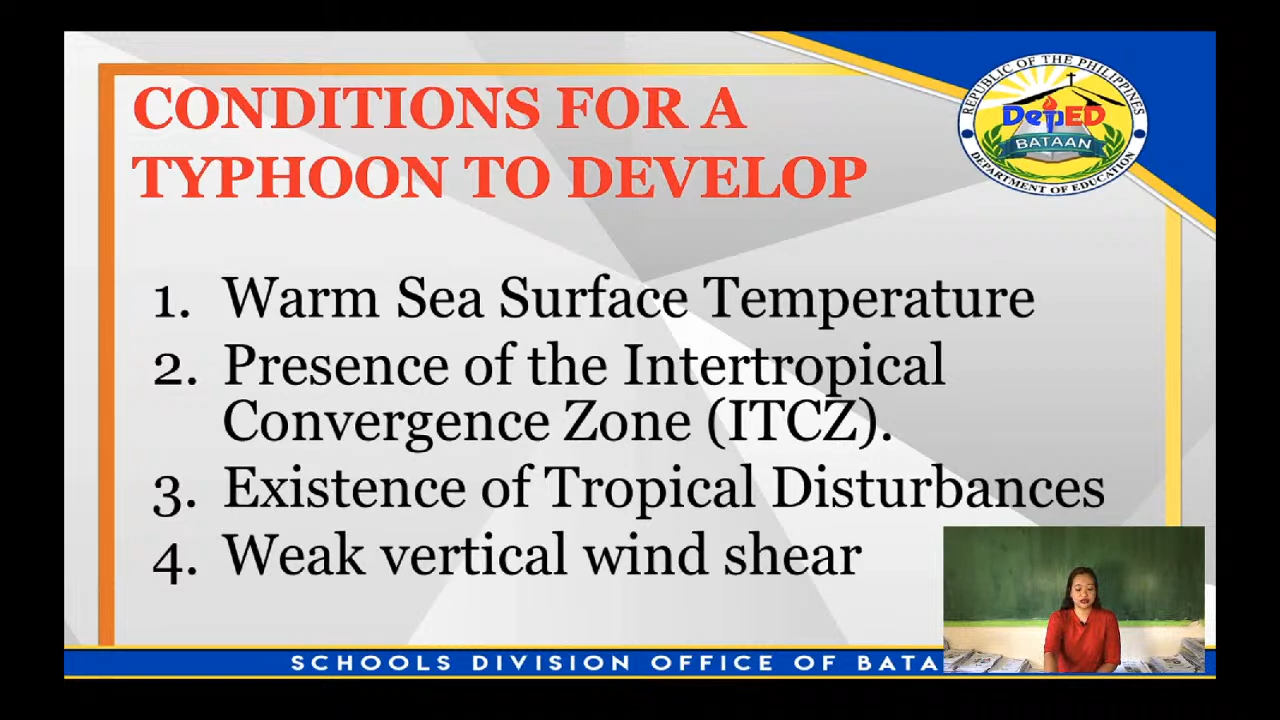 CONDITIONS FOR A
TYPHOON TO DEVELOP
REPUBLIC OF THE PHILIPPINES
DepED
BATAAN
DEPARTMENT OF EDUCATION
1. Warm Sea Surface Temperature
2. Presence of the Intertropical
Convergence Zone (ITCZ).
3. Existence of Tropical Disturbances
4. Weak vertical wind shear
SCHOOLS DIVISION OFFICE OF BATA